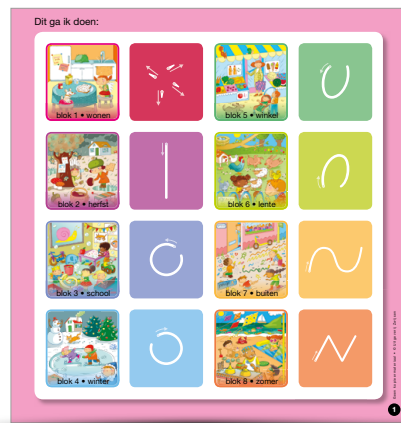 Dit ga ik doen:
blok 1 • wonen
blok 5 • winkel
blok 2 • herfst
blok 6 • lente
blok 3 • school
blok 7 • buiten
blok 4 • winter
blok 8 • zomer
1